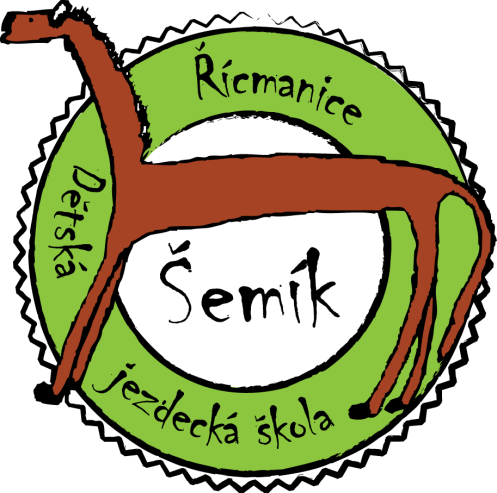 Řícmanice
Dětská
Šemík
jezdecká škola